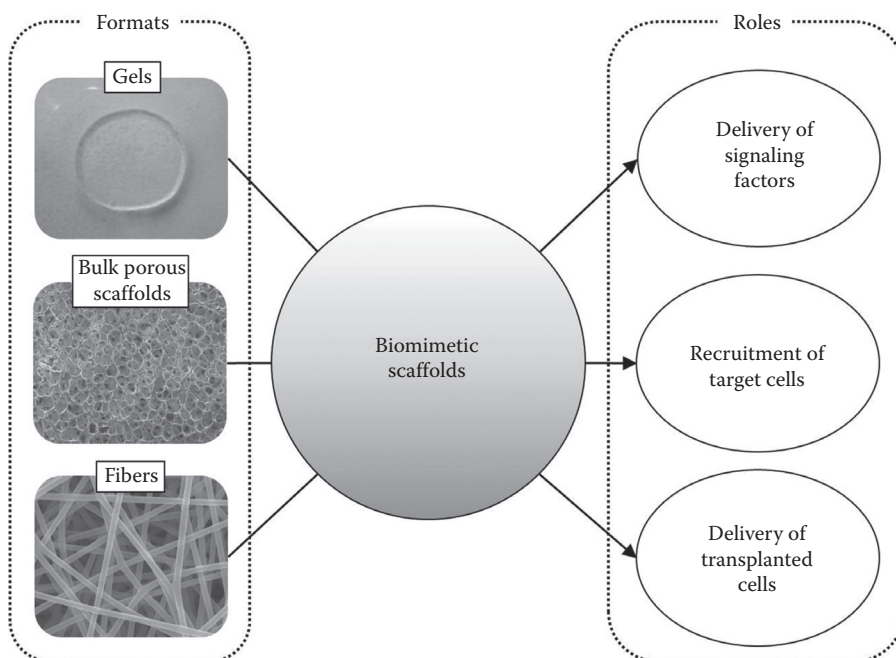 Formats
Gels
Bulk porous
scaffolds
Fibers
Biomimetic
scaffolds
Roles
Delivery of
signaling
factors
Recruitment of
target cells
Delivery of
transplanted
cells